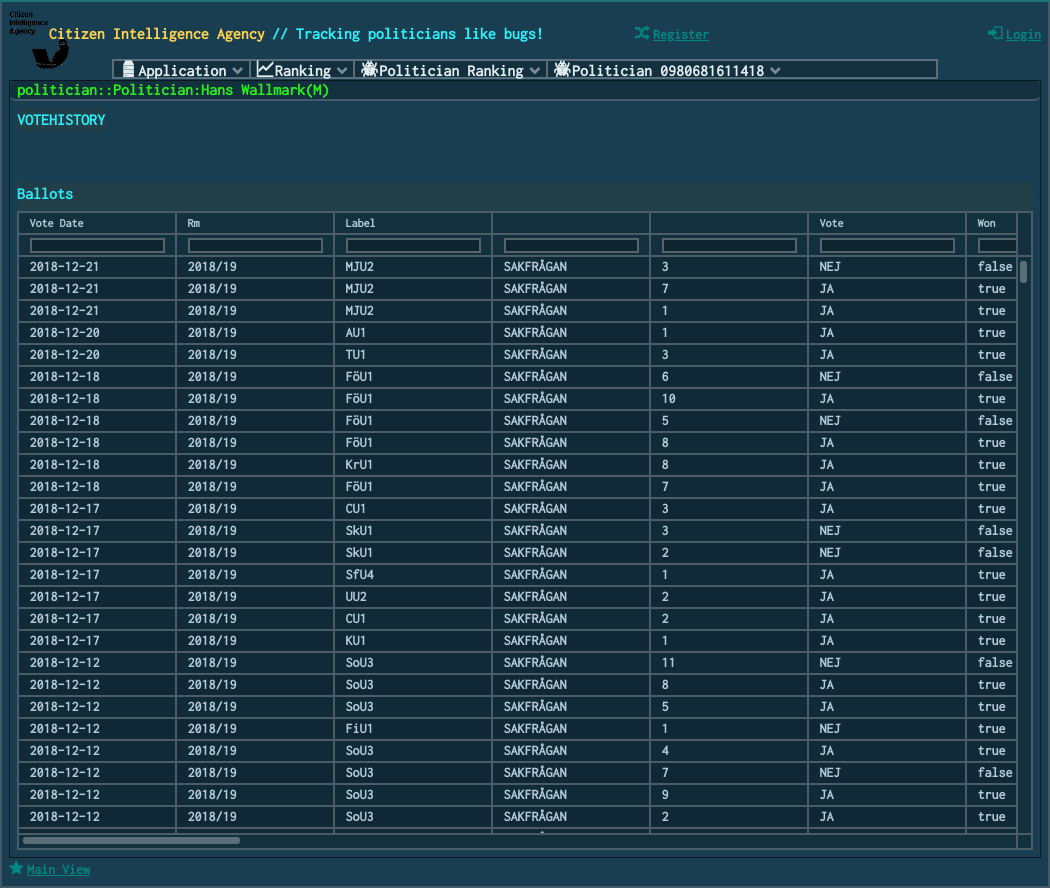 Citizen
Intelligence
Agency
Citizen Intelligence Agency // Tracking politicians like bugs!
Register
Login
Application Ranking Politician Ranking Politician 0980681611418
politician::Politician:Hans Wallmark(M)
VOTEHISTORY
Ballots
Vote Date Rm Label Vote Won
2018-12-21 2018/19 MJU2 SAKFRÅGAN 3 NEJ false
2018-12-21 2018/19 MJU2 SAKFRÅGAN 7 JA true
2018-12-21 2018/19 MJU2 SAKFRÅGAN 1 JA true
2018-12-20 2018/19 AU1 SAKFRÅGAN 1 JA true
2018-12-20 2018/19 TU1 SAKFRÅGAN 3 JA true
2018-12-18 2018/19 FöU1 SAKFRÅGAN 6 NEJ false
2018-12-18 2018/19 FöU1 SAKFRÅGAN 10 JA true
2018-12-18 2018/19 FöU1 SAKFRÅGAN 5 NEJ false
2018-12-18 2018/19 FöU1 SAKFRÅGAN 8 JA true
2018-12-18 2018/19 KrU1 SAKFRÅGAN 8 JA true
2018-12-18 2018/19 FöU1 SAKFRÅGAN 7 JA true
2018-12-17 2018/19 CU1 SAKFRÅGAN 3 JA true
2018-12-17 2018/19 SkU1 SAKFRÅGAN 3 NEJ false
2018-12-17 2018/19 SkU1 SAKFRÅGAN 2 NEJ false
2018-12-17 2018/19 SfU4 SAKFRÅGAN 1 JA true
2018-12-17 2018/19 UU2 SAKFRÅGAN 2 JA true
2018-12-17 2018/19 CU1 SAKFRÅGAN 2 JA true
2018-12-17 2018/19 KU1 SAKFRÅGAN 1 JA true
2018-12-12 2018/19 SoU3 SAKFRÅGAN 11 NEJ false
2018-12-12 2018/19 SoU3 SAKFRÅGAN 8 JA true
2018-12-12 2018/19 SoU3 SAKFRÅGAN 5 JA true
2018-12-12 2018/19 FiU1 SAKFRÅGAN 1 NEJ true
2018-12-12 2018/19 SoU3 SAKFRÅGAN 4 JA true
2018-12-12 2018/19 SoU3 SAKFRÅGAN 7 NEJ false
2018-12-12 2018/19 SoU3 SAKFRÅGAN 9 JA true
2018-12-12 2018/19 SoU3 SAKFRÅGAN 2 JA true
Main View